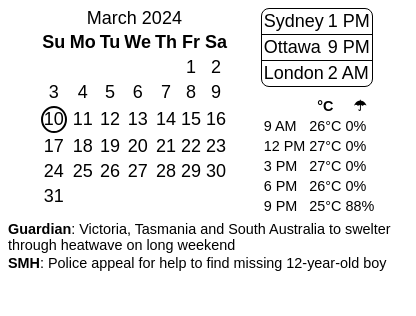 March 2024
Su Mo Tu We Th Fr Sa
1 2
3 4 5 6 7 8 9
10 11 12 13 14 15 16
17 18 19 20 21 22 23
24 25 26 27 28 29 30
31
Sydney 1 PM
Ottawa 9 PM
London 2 AM
°C ☂
9 AM 26°C 0%
12 PM 27°C 0%
3 PM 27°C 0%
6 PM 26°C 0%
9 PM 25°C 88%
Guardian: Victoria, Tasmania and South Australia to swelter
through heatwave on long weekend
SMH: Police appeal for help to find missing 12-year-old boy